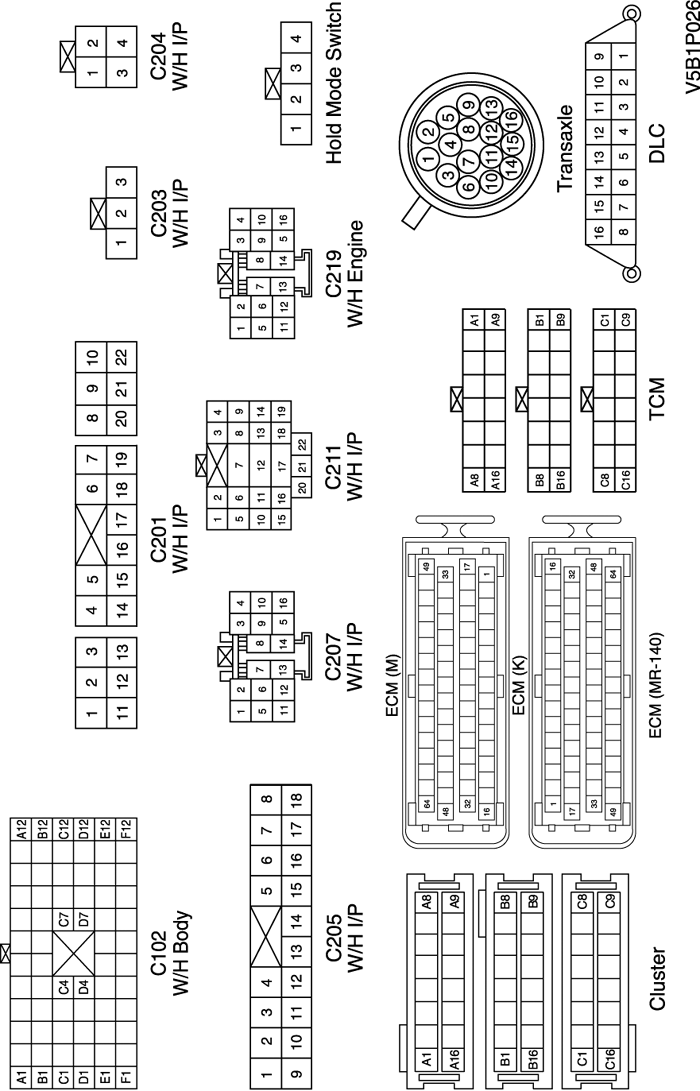 A1 A12
B1 B12
C1 C4 C7 C12
D1 D4 D7 D12
E1 E12
F1 F12
C102
W/H Body
1 2 3 4 5 6 7 8 9 10
11 12 13 14 15 16 17 18 19 20 21 22
C201
W/H I/P
1 2 3
C203
W/H I/P
1 2
3 4
C204
W/H I/P
1 2 3 4 5 6 7 8
9 10 11 12 13 14 15 16 17 18
C205
W/H I/P
1 2 3 4
5 6 7 8 9 10
11 12 13 14 5 16
C207
W/H I/P
1 2 3 4
5 6 7 8 9
10 11 12 13 14
15 16 17 18 19
20 21 22
C211
W/H I/P
1 2 3 4
5 6 7 8 9 10
11 12 13 14 5 16
C219
W/H Engine
1 2 3 4
Hold Mode Switch
A1 A8
A16 A9
B1 B8
B16 B9
C1 C8
C16 C9
Cluster
ECM (M)
64 49
48 33
32 17
16 1
ECM (K)
1 16
17 32
33 48
49 64
ECM (MR-140)
A8 A1
A16 A9
B8 B1
B16 B9
C8 C1
C16 C9
TCM
1 2
3 4 5
6 7 8 9
10 11 12 13
14 15 16
Transaxle
16 15 14 13 12 11 10 9
8 7 6 5 4 3 2 1
DLC
V5B1P026